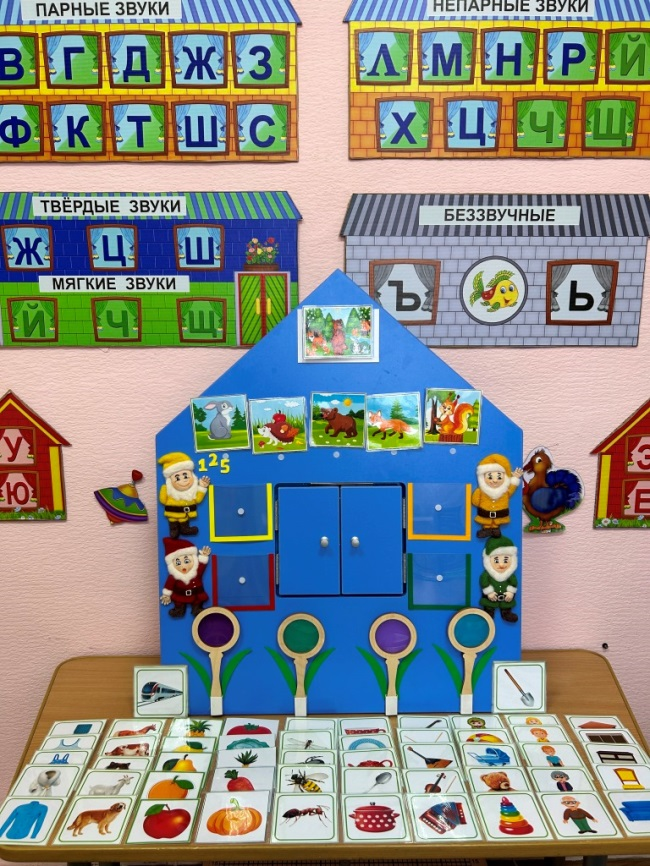 ПАРНЫЕ ЗВУКИ
В Г Д Ж З
Ф К Т Ш С
НЕПАРНЫЕ ЗВУКИ
Л М Н Р Й
Х Ц Ч Щ
ТВЁРДЫЕ ЗВУКИ
Ж Ц Ш
МЯГКИЕ ЗВУКИ
Й Ч Щ
БЕЗЗВУЧНЫЕ
Ъ Ь
У
Ю
Э
Е
125